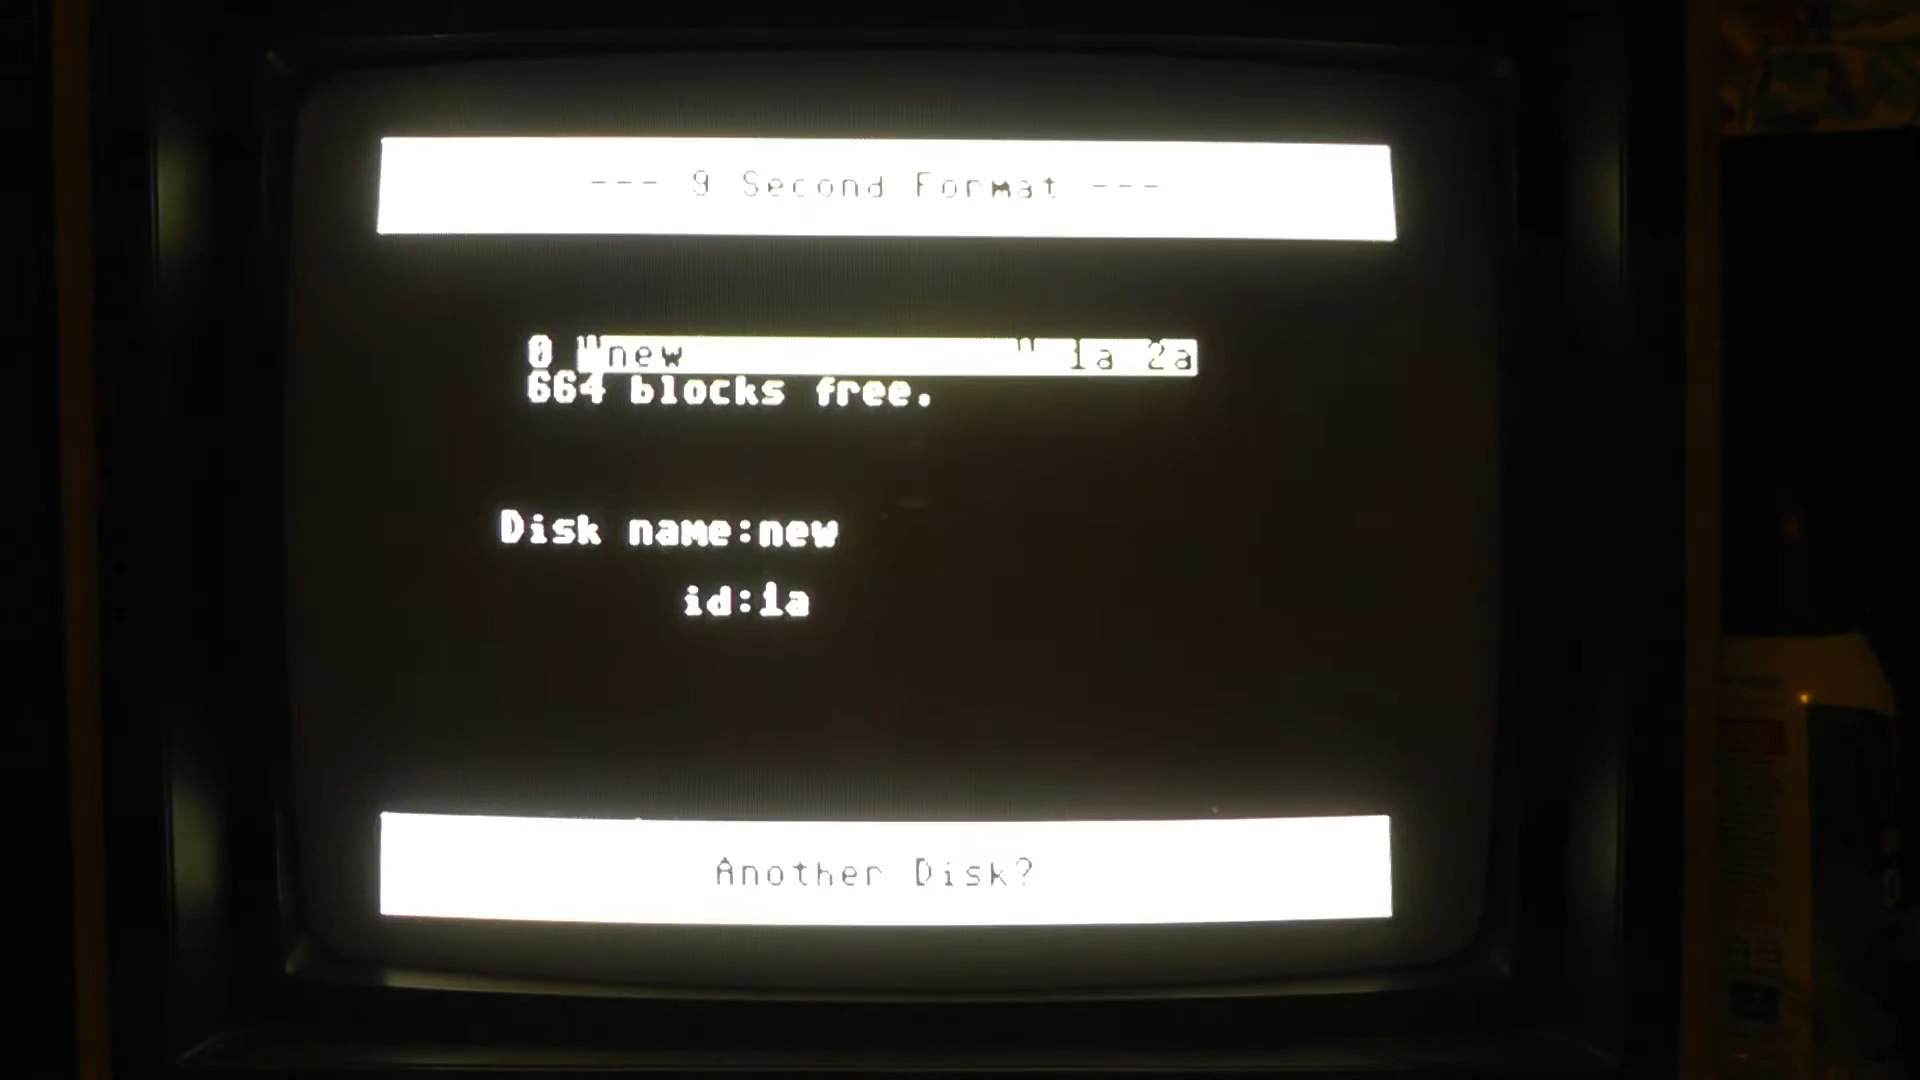 --- 9 Second Format ---
0 "new             " 1a 2a
664 blocks free.
Disk name:new
id:1a
Another Disk?